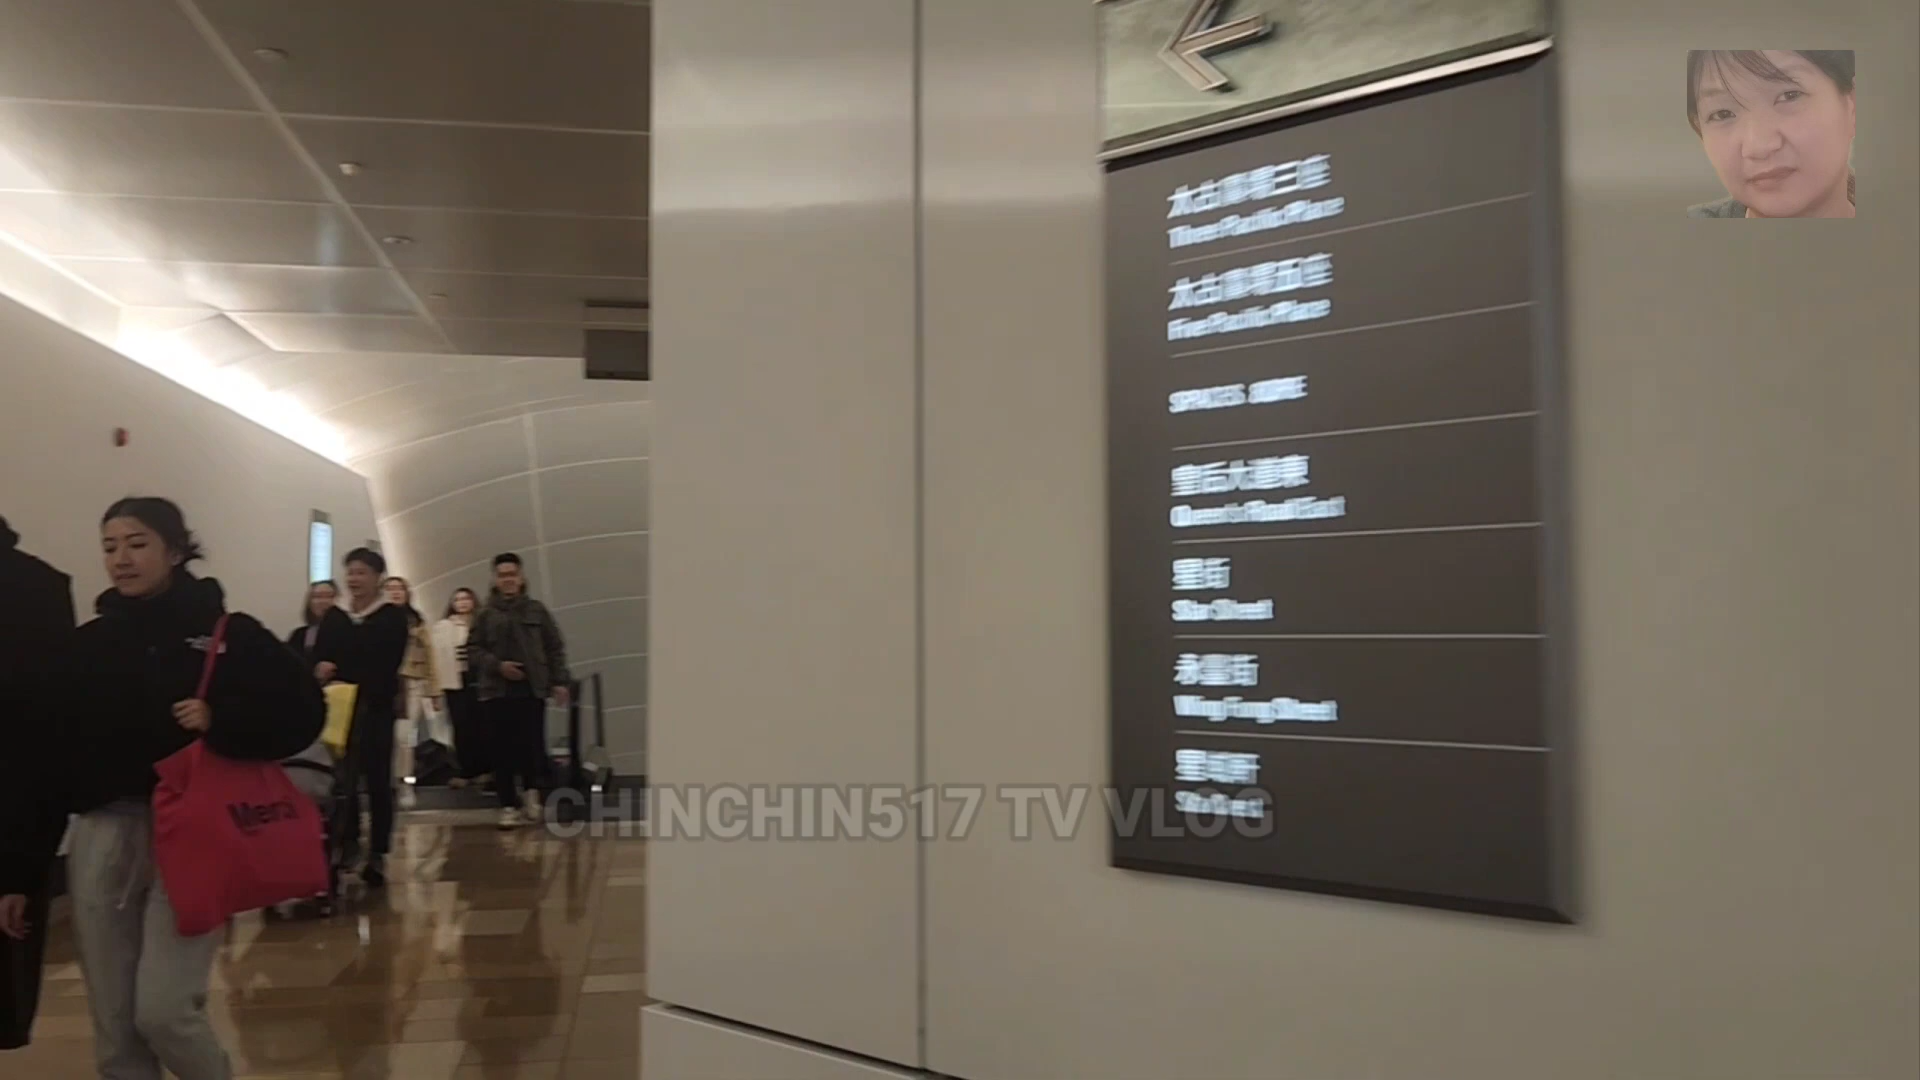 太古廣場三座
Three Pacific Place
太古廣場五座
Five Pacific Place
SPACES.
皇后大道東
Queen's Road East
星街
Star Street
永豐街
Wing Fung Street
Merci
CHINCHIN517 TV VLOG